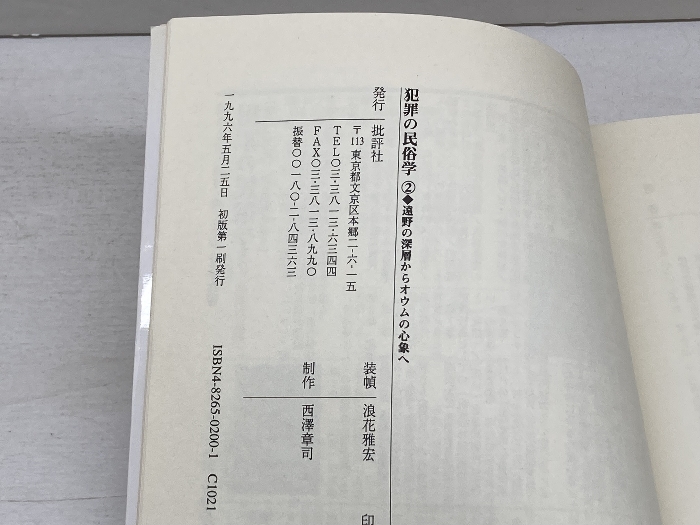 犯罪の民俗学②◆遠野の深層からオウムの心象へ
発行
批評社
〒113 東京都文京区本郷二-六-一五
TEL〇三-三八一三-六三四四
FAX〇三-三八一三-八九九〇
振替〇〇一八〇-二-八四三六三
一九九六年五月二五日 初版第一刷発行
装幀
浪花雅宏
制作
西澤章司
印
ISBN4-8265-0200-1 C1021